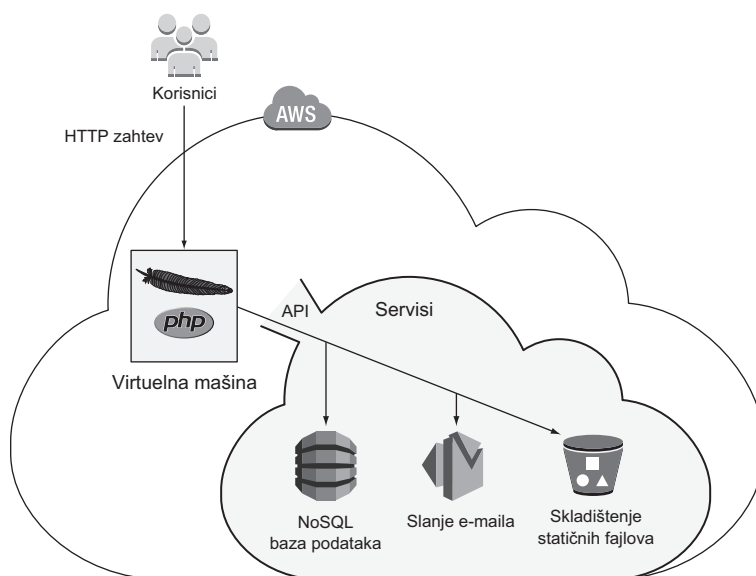 Korisnici
AWS
HTTP zahtev
API
Servisi
php
Virtuelna mašina
NoSQL
baza podataka
Slanje e-maila
Skladištenje
statičnih fajlova